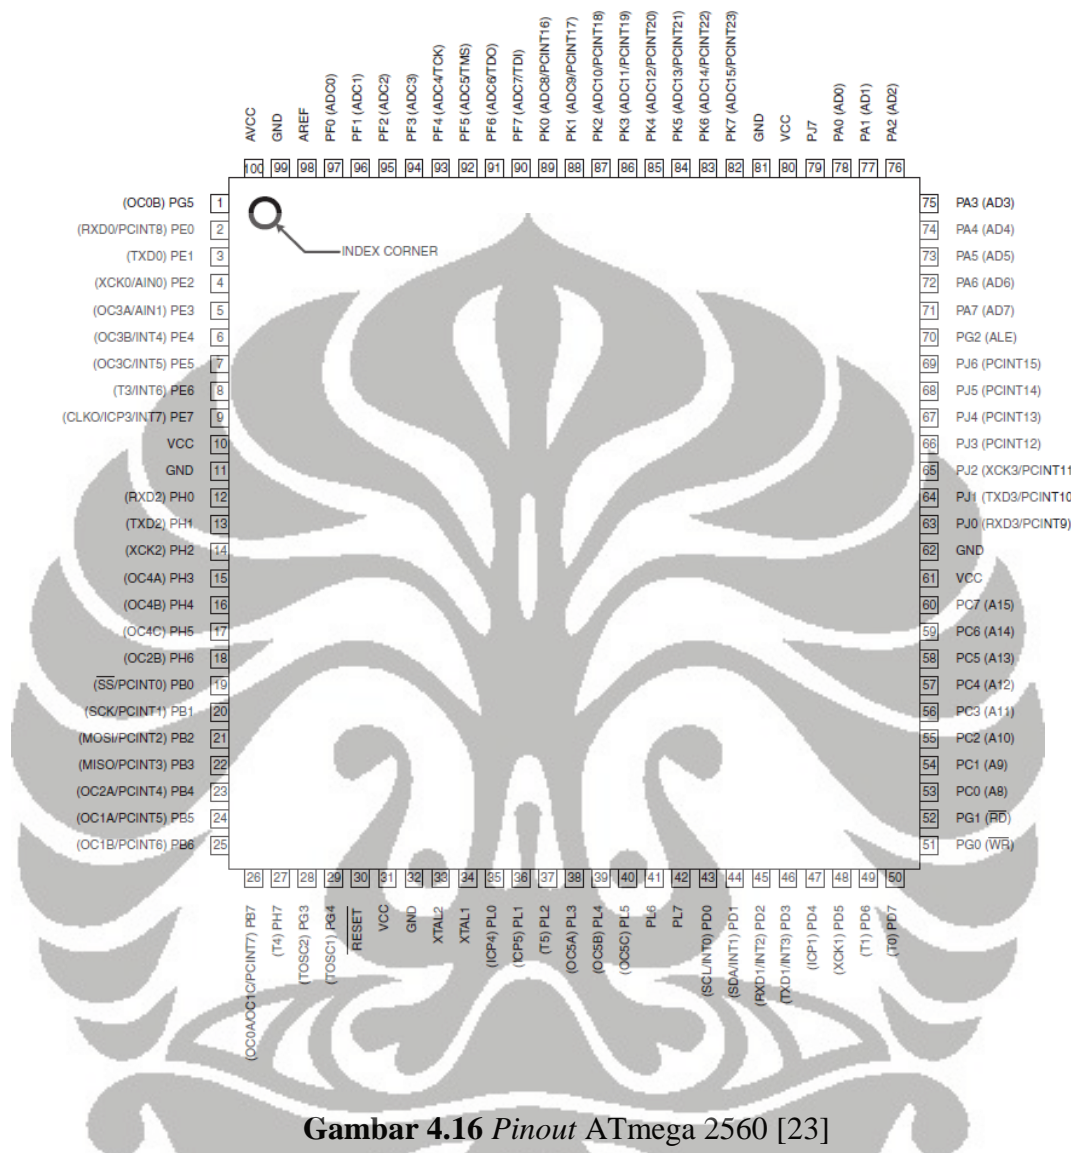 AVCC
GND
AREF
PF0 (ADC0)
PF1 (ADC1)
PF2 (ADC2)
PF3 (ADC3)
PF4 (ADC4/TCK)
PF5 (ADC5/TMS)
PF6 (ADC6/TDO)
PF7 (ADC7/TDI)
PK0 (ADC8/PCINT16)
PK1 (ADC9/PCINT17)
PK2 (ADC10/PCINT18)
PK3 (ADC11/PCINT19)
PK4 (ADC12/PCINT20)
PK5 (ADC13/PCINT21)
PK6 (ADC14/PCINT22)
PK7 (ADC15/PCINT23)
GND
VCC
PJ7
PA0 (AD0)
PA1 (AD1)
PA2 (AD2)
100 99 98 97 96 95 94 93 92 91 90 89 88 87 86 85 84 83 82 81 80 79 78 77 76
(OC0B) PG5 1
(RXD0/PCINT8) PE0 2
(TXD0) PE1 3
(XCK0/AIN0) PE2 4
(OC3A/AIN1) PE3 5
(OC3B/INT4) PE4 6
(OC3C/INT5) PE5 7
(T3/INT6) PE6 8
(CLKO/ICP3/INT7) PE7 9
VCC 10
GND 11
(RXD2) PH0 12
(TXD2) PH1 13
(XCK2) PH2 14
(OC4A) PH3 15
(OC4B) PH4 16
(OC4C) PH5 17
(OC2B) PH6 18
(SS/PCINT0) PB0 19
(SCK/PCINT1) PB1 20
(MOSI/PCINT2) PB2 21
(MISO/PCINT3) PB3 22
(OC2A/PCINT4) PB4 23
(OC1A/PCINT5) PB5 24
(OC1B/PCINT6) PB6 25
INDEX CORNER
75 PA3 (AD3)
74 PA4 (AD4)
73 PA5 (AD5)
72 PA6 (AD6)
71 PA7 (AD7)
70 PG2 (ALE)
69 PJ6 (PCINT15)
68 PJ5 (PCINT14)
67 PJ4 (PCINT13)
66 PJ3 (PCINT12)
65 PJ2 (XCK3/PCINT11
64 PJ1 (TXD3/PCINT10
63 PJ0 (RXD3/PCINT9)
62 GND
61 VCC
60 PC7 (A15)
59 PC6 (A14)
58 PC5 (A13)
57 PC4 (A12)
56 PC3 (A11)
55 PC2 (A10)
54 PC1 (A9)
53 PC0 (A8)
52 PG1 (RD)
51 PG0 (WR)
26 27 28 29 30 31 32 33 34 35 36 37 38 39 40 41 42 43 44 45 46 47 48 49 50
(OC0A/OC1C/PCINT7) PB7
(T4) PH7
(TOSC2) PG3
(TOSC1) PG4
RESET
VCC
GND
XTAL2
XTAL1
(ICP4) PL0
(ICP5) PL1
(T5) PL2
(OC5A) PL3
(OC5B) PL4
(OC5C) PL5
PL6
PL7
(SCL/INT0) PD0
(SDA/INT1) PD1
(RXD1/INT2) PD2
(TXD1/INT3) PD3
(ICP1) PD4
(XCK1) PD5
(T1) PD6
(T0) PD7
Gambar 4.16 Pinout ATmega 2560 [23]